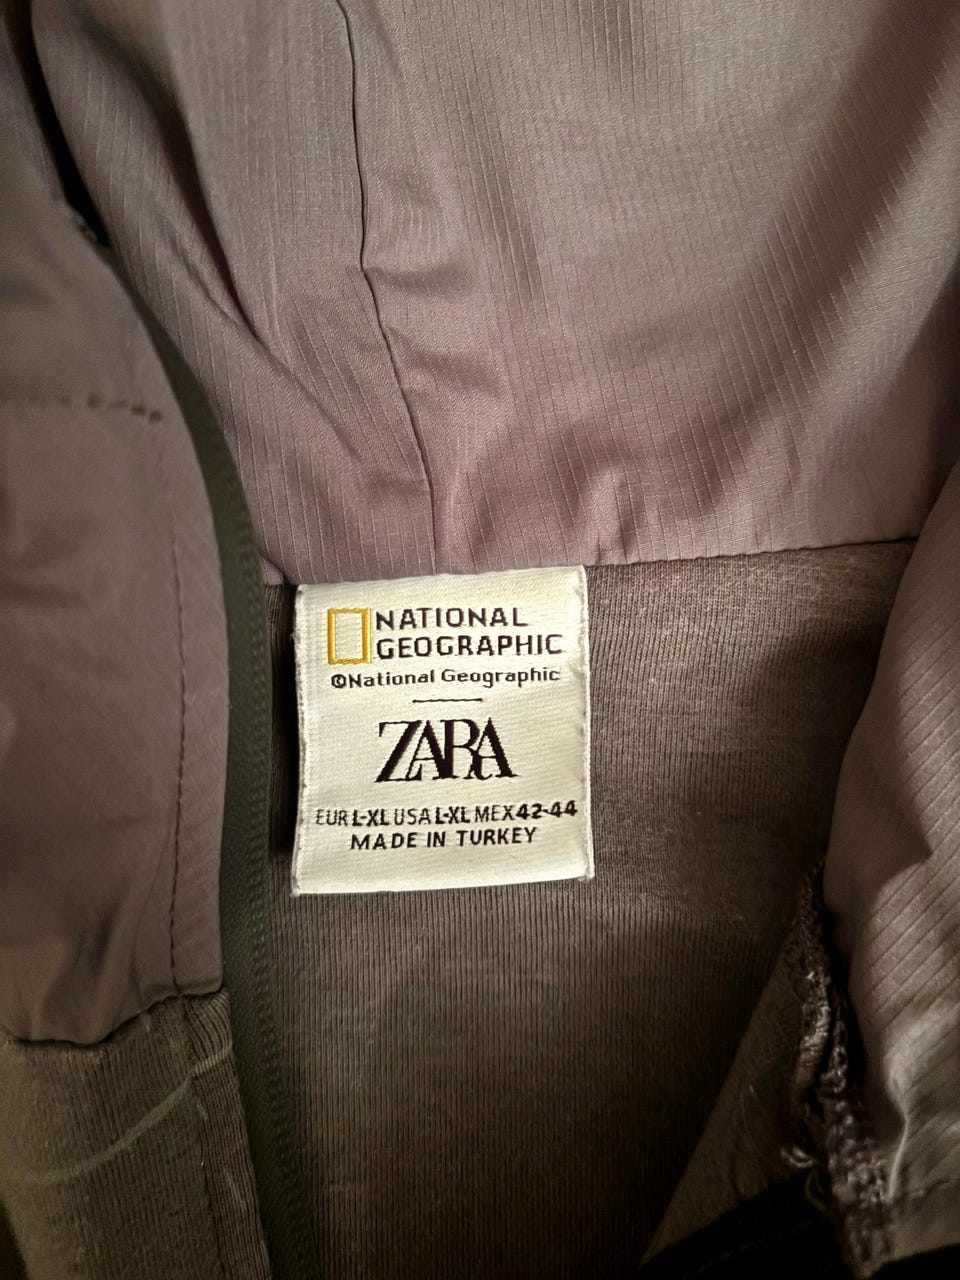 NATIONAL
GEOGRAPHIC
©National Geographic
ZARA
EUR L-XL USA L-XL MEX 42-44
MADE IN TURKEY